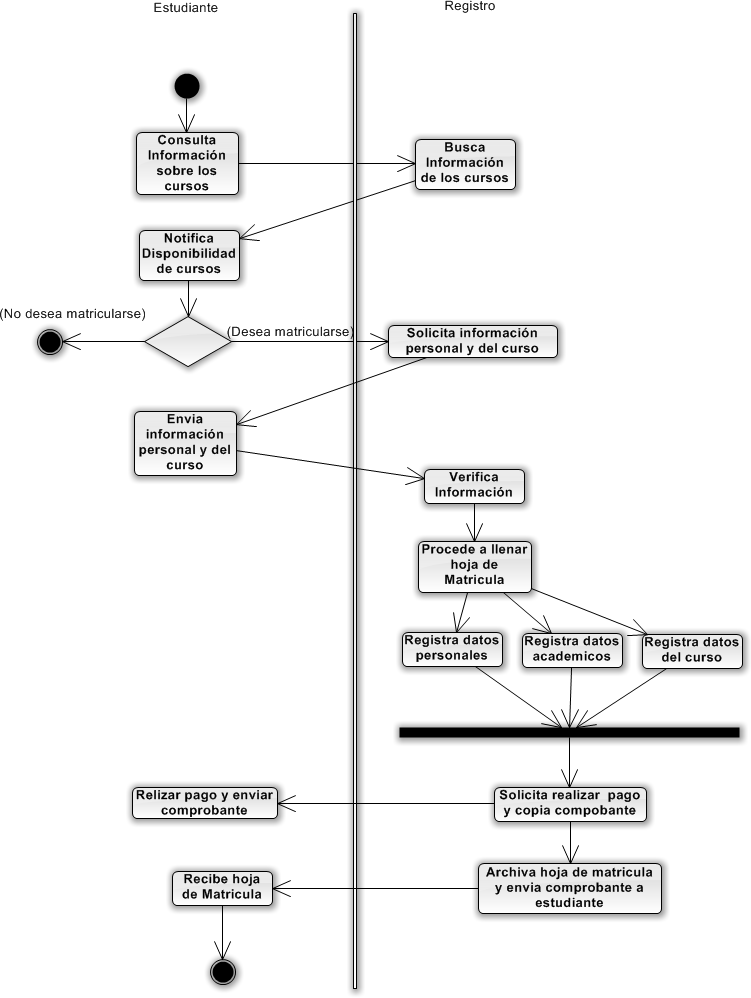 Estudiante
Registro
Consulta
Información
sobre los
cursos
Busca
Información
de los cursos
Notifica
Disponibilidad
de cursos
(No desea matricularse)
(Desea matricularse)
Solicita información
personal y del curso
Envia
información
personal y del
curso
Verifica
Información
Procede a llenar
hoja de
Matricula
Registra datos
personales
Registra datos
academicos
Registra datos
del curso
Relizar pago y enviar
comprobante
Solicita realizar pago
y copia compobante
Recibe hoja
de Matricula
Archiva hoja de matricula
y envia comprobante a
estudiante